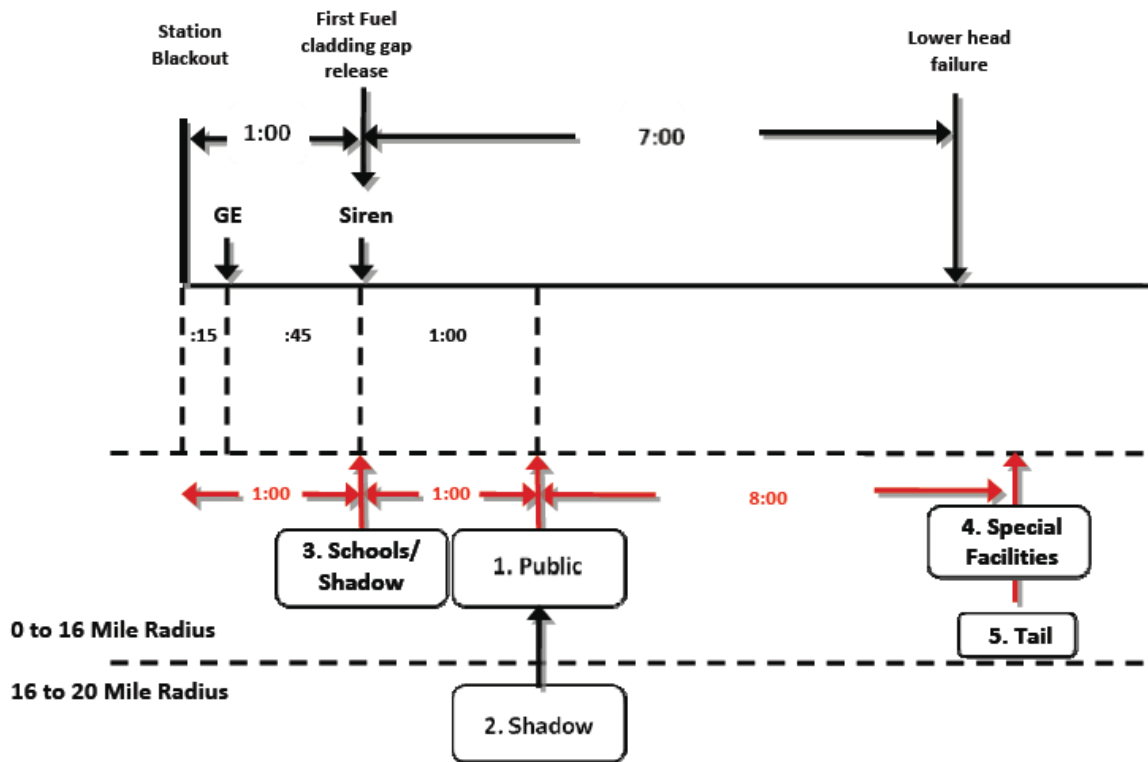 Station
Blackout
First Fuel
cladding gap
release
Lower head
failure
1:00
7:00
GE
Siren
:15
:45
1:00
1:00
1:00
8:00
3. Schools/
Shadow
1. Public
4. Special
Facilities
5. Tail
0 to 16 Mile Radius
16 to 20 Mile Radius
2. Shadow